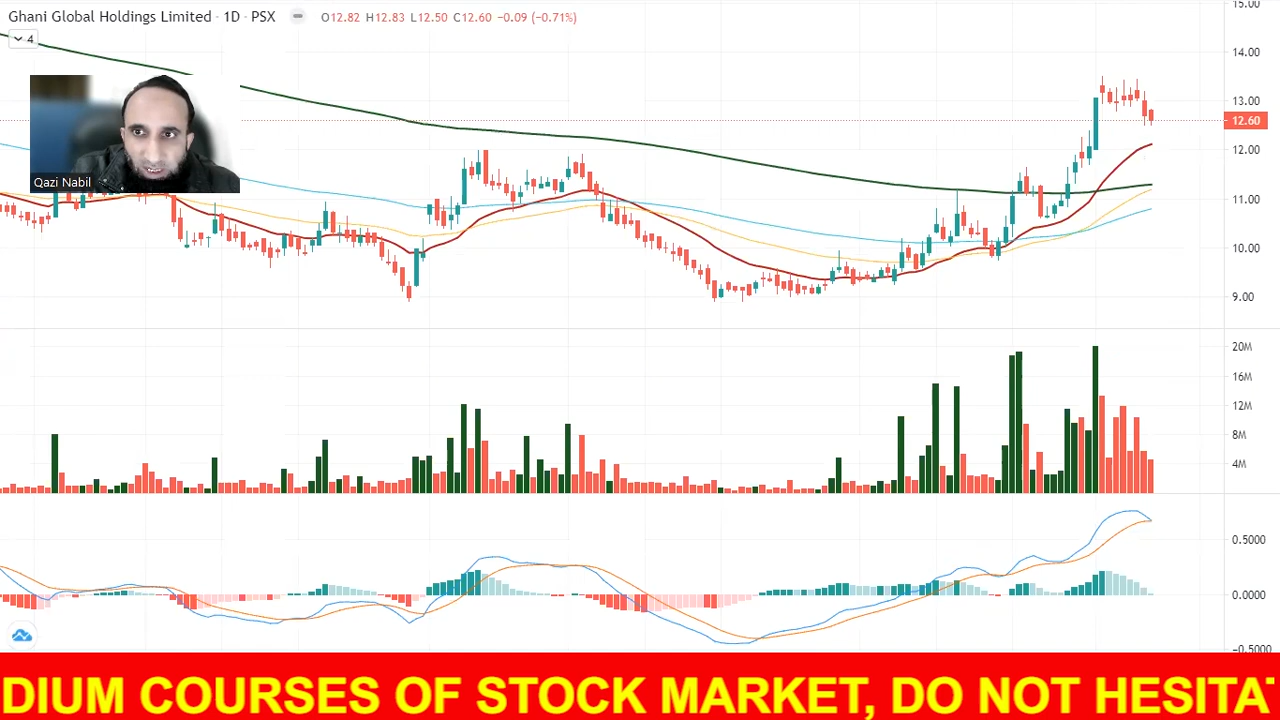 Ghani Global Holdings Limited · 1D · PSX O12.82 H12.83 L12.50 C12.60 −0.09 (−0.71%)
4
15.00
14.00
13.00
12.60
12.00
11.00
10.00
9.00
Qazi Nabil
20M
16M
12M
8M
4M
0.5000
0.0000
−0.5000
DIUM COURSES OF STOCK MARKET, DO NOT HESITAT